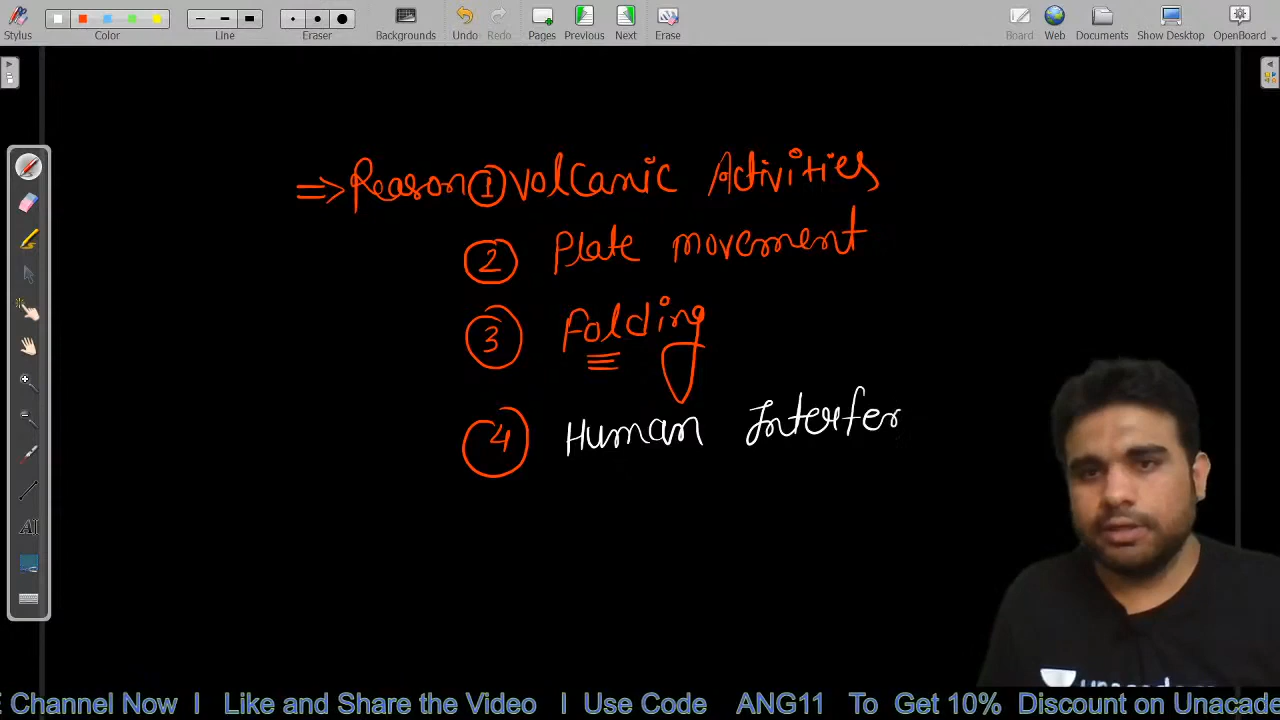 Stylus Color Line Eraser Backgrounds Undo Redo Pages Previous Next Erase Board Web Documents Show Desktop OpenBoard
⇒ Reason ① Volcanic Activities
② Plate movement
③ Folding
④ Human Interfer
E Channel Now I Like and Share the Video I Use Code ANG11 To Get 10% Discount on Unacade